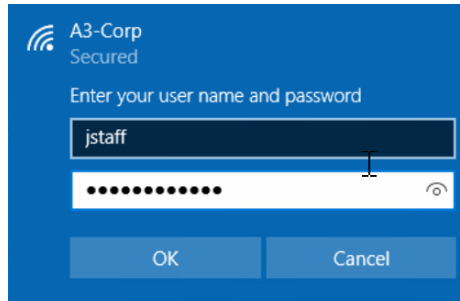 A3-Corp
Secured
Enter your user name and password
jstaff
••••••••••••
OK
Cancel